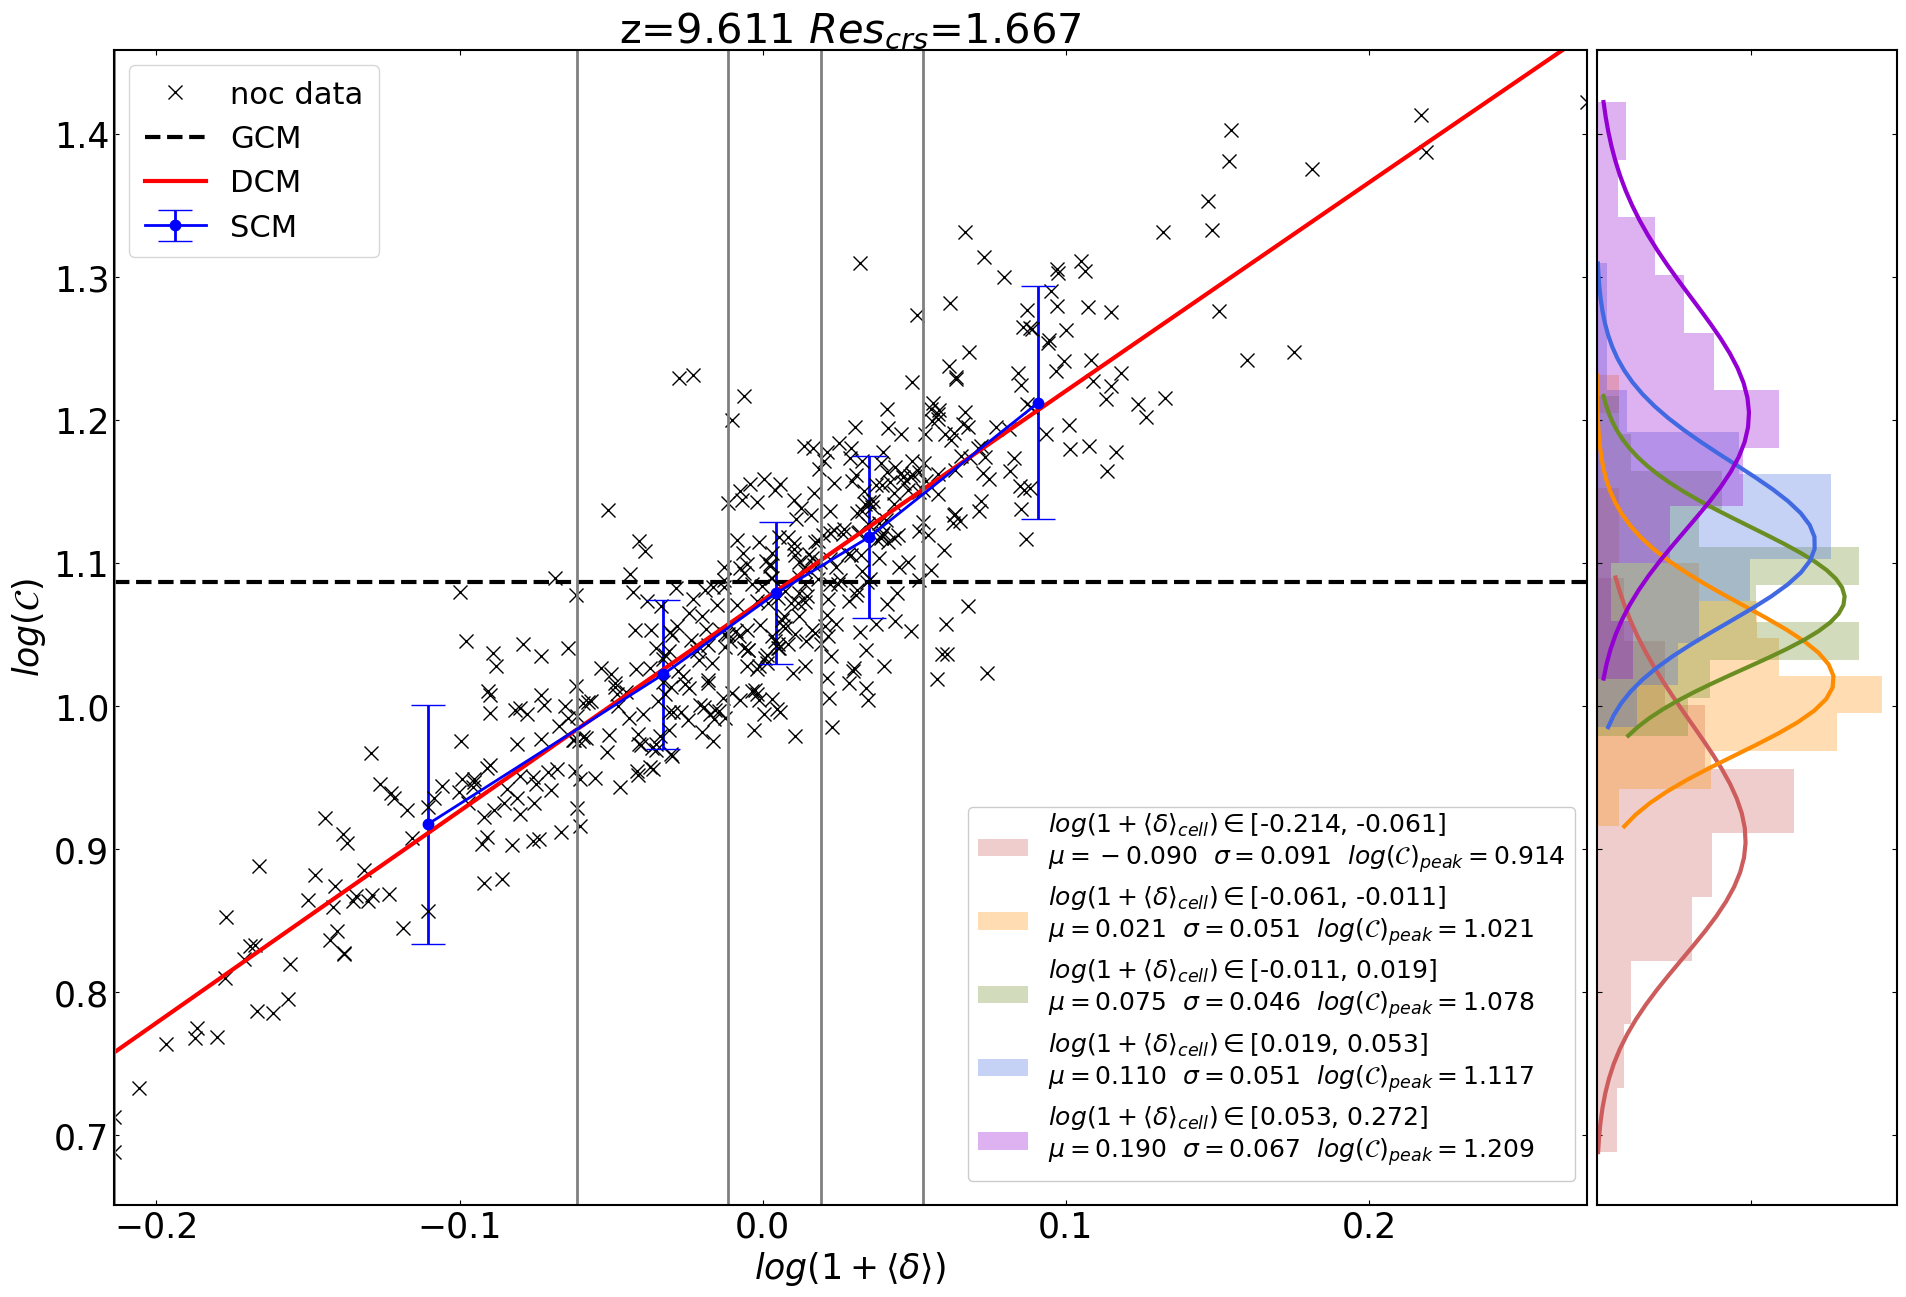 z=9.611 Res_crs=1.667
noc data
GCM
DCM
SCM
1.4
1.3
1.2
1.1
1.0
0.9
0.8
0.7
log(𝒞)
log(1 + ⟨δ⟩_cell) ∈ [-0.214, -0.061]
μ = −0.090 σ = 0.091 log(𝒞)_peak = 0.914
log(1 + ⟨δ⟩_cell) ∈ [-0.061, -0.011]
μ = 0.021 σ = 0.051 log(𝒞)_peak = 1.021
log(1 + ⟨δ⟩_cell) ∈ [-0.011, 0.019]
μ = 0.075 σ = 0.046 log(𝒞)_peak = 1.078
log(1 + ⟨δ⟩_cell) ∈ [0.019, 0.053]
μ = 0.110 σ = 0.051 log(𝒞)_peak = 1.117
log(1 + ⟨δ⟩_cell) ∈ [0.053, 0.272]
μ = 0.190 σ = 0.067 log(𝒞)_peak = 1.209
−0.2 −0.1 0.0 0.1 0.2
log(1 + ⟨δ⟩)